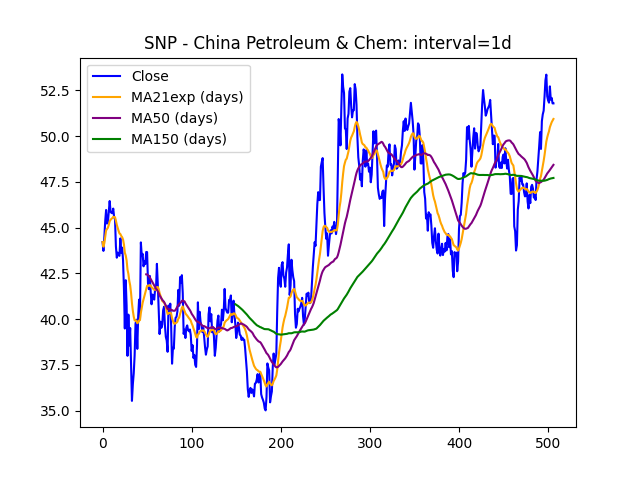 SNP - China Petroleum & Chem: interval=1d
Close
MA21exp (days)
MA50 (days)
MA150 (days)
52.5
50.0
47.5
45.0
42.5
40.0
37.5
35.0
0 100 200 300 400 500